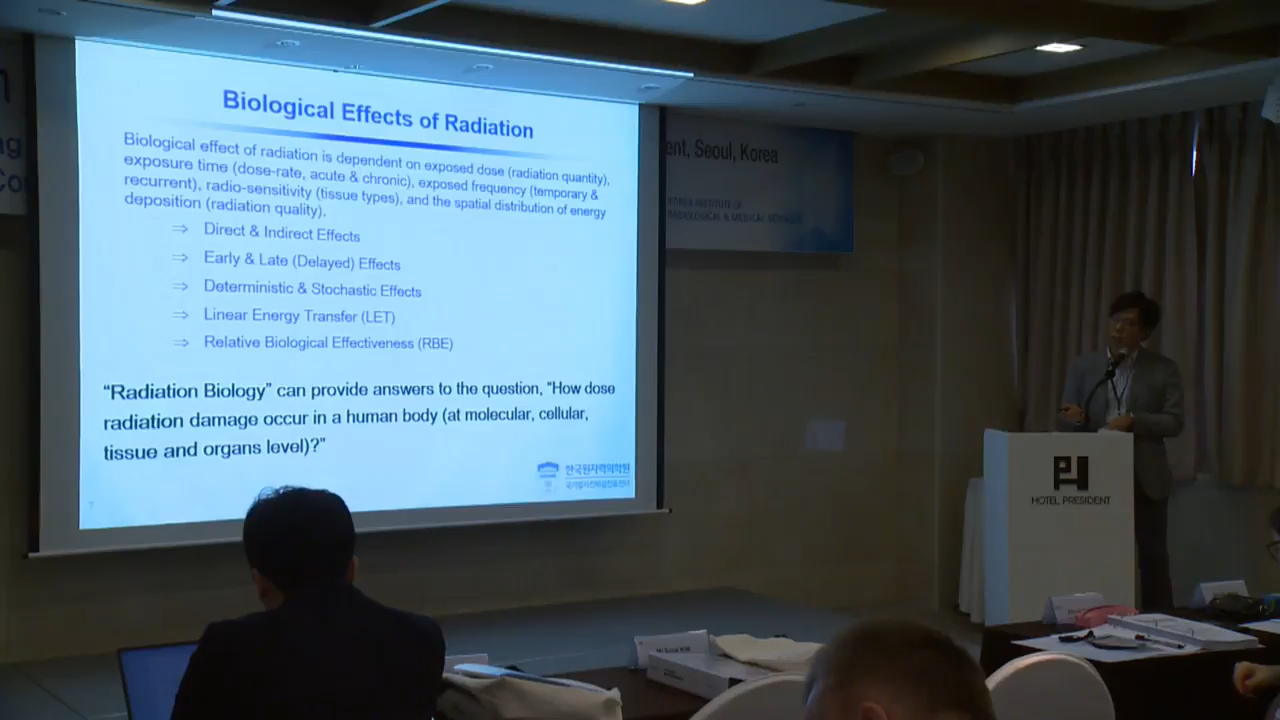 Biological Effects of Radiation
Biological effect of radiation is dependent on exposed dose (radiation quantity),
exposure time (dose-rate, acute & chronic), exposed frequency (temporary &
recurrent), radio-sensitivity (tissue types), and the spatial distribution of energy
deposition (radiation quality),
⇒ Direct & Indirect Effects
⇒ Early & Late (Delayed) Effects
⇒ Deterministic & Stochastic Effects
⇒ Linear Energy Transfer (LET)
⇒ Relative Biological Effectiveness (RBE)
“Radiation Biology” can provide answers to the question, "How dose
radiation damage occur in a human body (at molecular, cellular,
tissue and organs level)?"
한국원자력의학원
7
ent, Seoul, Korea
KOREA INSTITUTE OF
RADIOLOGICAL & MEDICAL SCIENCES
HOTEL PRESIDENT